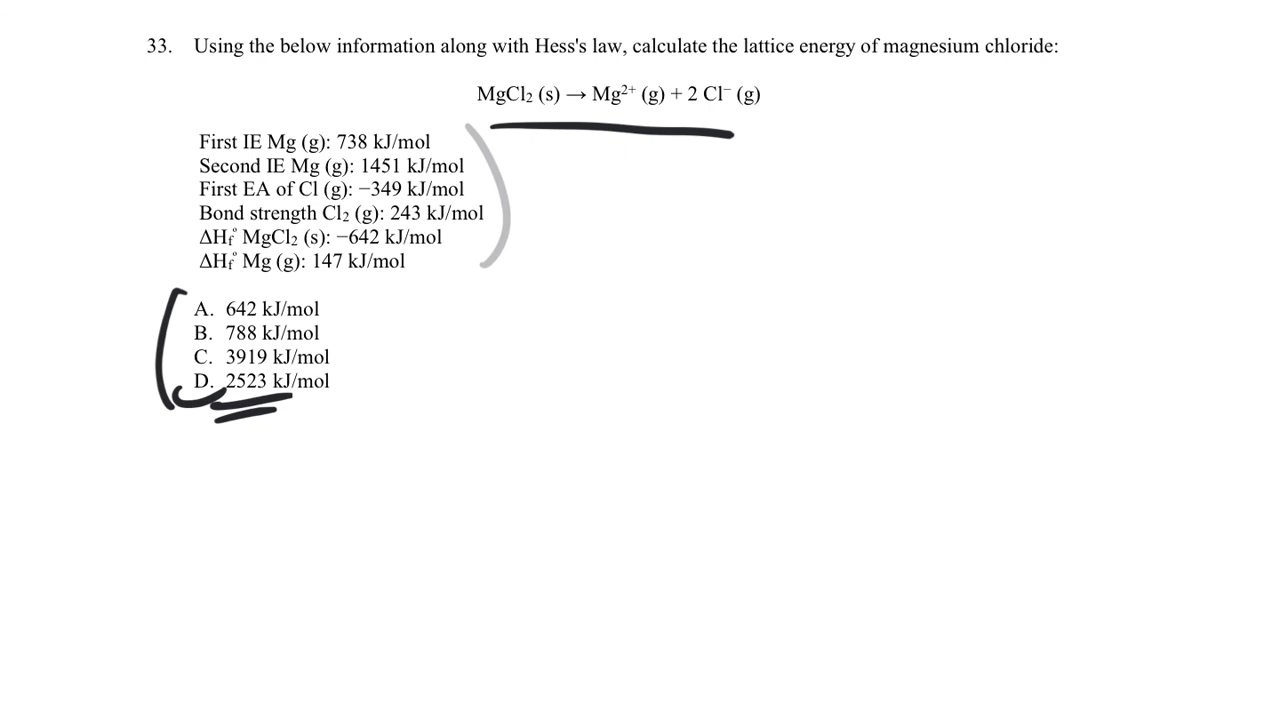 33. Using the below information along with Hess's law, calculate the lattice energy of magnesium chloride:
MgCl₂ (s) → Mg²⁺ (g) + 2 Cl⁻ (g)
First IE Mg (g): 738 kJ/mol
Second IE Mg (g): 1451 kJ/mol
First EA of Cl (g): −349 kJ/mol
Bond strength Cl₂ (g): 243 kJ/mol
ΔHf° MgCl₂ (s): −642 kJ/mol
ΔHf° Mg (g): 147 kJ/mol
A. 642 kJ/mol
B. 788 kJ/mol
C. 3919 kJ/mol
D. 2523 kJ/mol